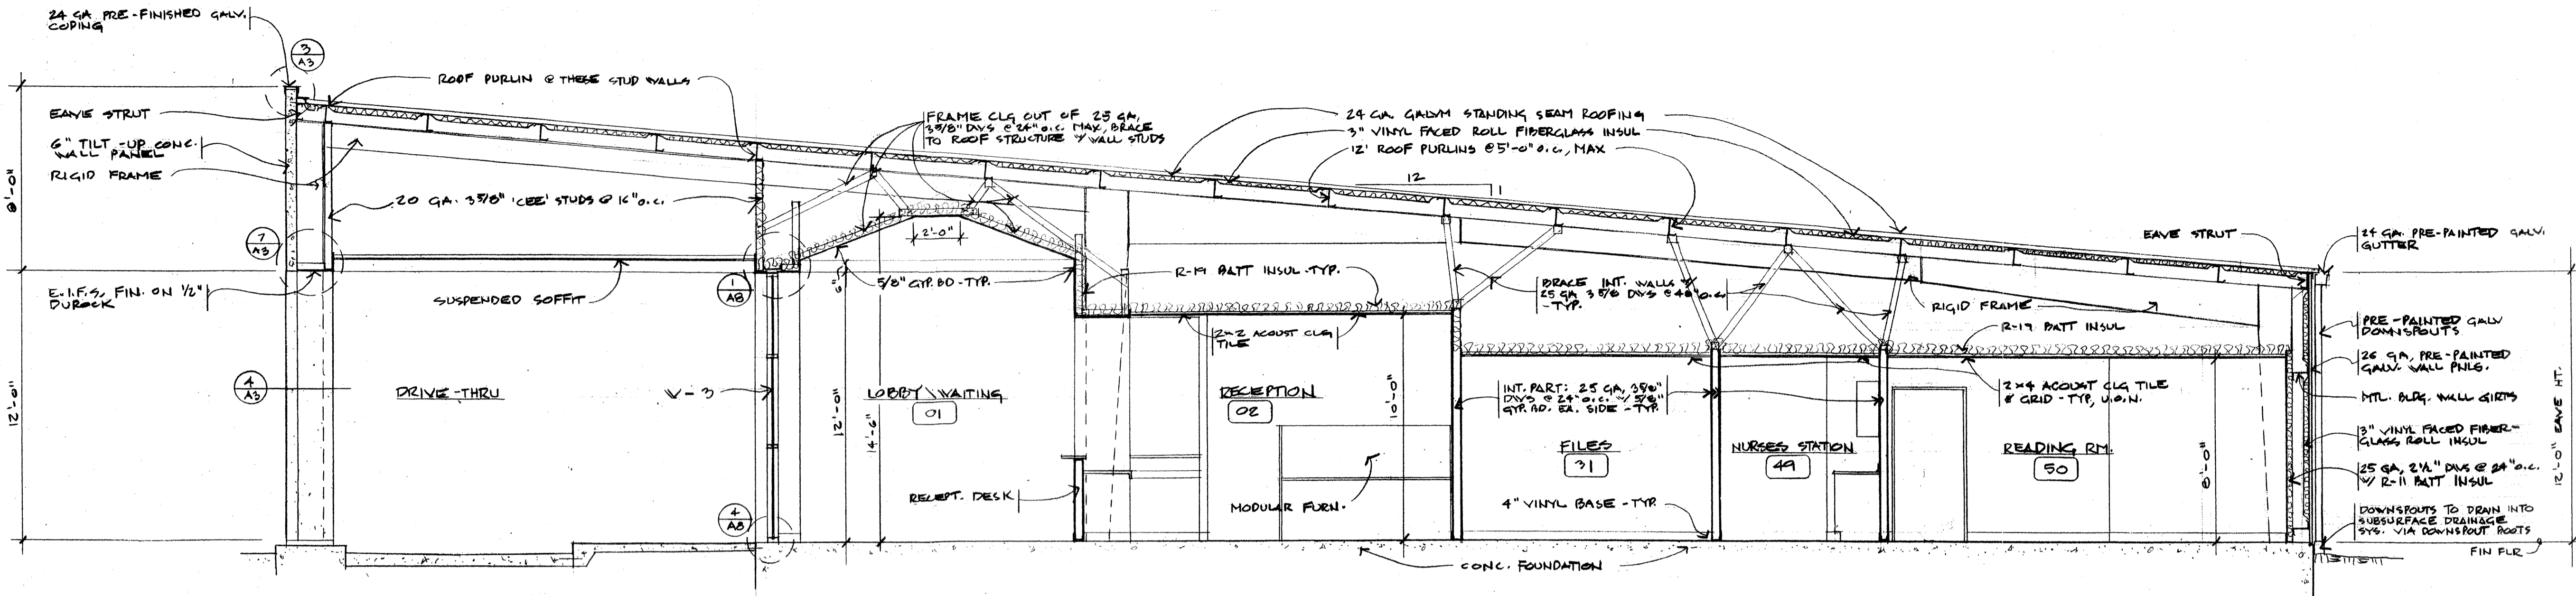 24 GA PRE-FINISHED GALV.
COPING
3
A3
ROOF PURLIN @ THESE STUD WALLS
EAVE STRUT
6" TILT-UP CONC.
WALL PANEL
RIGID FRAME
8'-0"
20 GA. 3 5/8" 'CEE' STUDS @ 16" o.c.
7
A3
E.I.F.S. FIN. ON 1/2"
DUROCK
SUSPENDED SOFFIT
1
A8
FRAME CLG OUT OF 25 GA,
3 5/8" DWS @ 24" o.c. MAX, BRACE
TO ROOF STRUCTURE & WALL STUDS
2'-0"
5/8" GYP. BD - TYP.
24 GA. GALVM STANDING SEAM ROOFING
3" VINYL FACED ROLL FIBERGLASS INSUL
12' ROOF PURLINS @ 5'-0" o.c., MAX
12
1
R-19 BATT INSUL - TYP.
2x2 ACOUST CLG
TILE
BRACE INT. WALLS W/
25 GA 3 5/8 DWS @ 48" o.c.
- TYP.
RIGID FRAME
R-19 BATT INSUL
EAVE STRUT
24 GA. PRE-PAINTED GALV.
GUTTER
PRE-PAINTED GALV
DOWNSPOUTS
26 GA, PRE-PAINTED
GALV. WALL PNLS.
MTL. BLDG. WALL GIRTS
3" VINYL FACED FIBER-
GLASS ROLL INSUL
25 GA, 2 1/2" DWS @ 24" o.c.
W/ R-11 BATT INSUL
DOWNSPOUTS TO DRAIN INTO
SUBSURFACE DRAINAGE
SYS. VIA DOWNSPOUT BOOTS
FIN FLR
12'-0" EAVE HT.
12'-0"
4
A3
DRIVE-THRU
V-3
LOBBY\WAITING
01
12'-0"
14'-6"
RECEPTION
02
10'-0"
INT. PART: 25 GA, 3 5/8"
DWS @ 24" o.c. W/ 5/8"
GYP. BD. EA. SIDE - TYP.
2x4 ACOUST CLG TILE
& GRID - TYP, U.O.N.
FILES
31
NURSES STATION
49
READING RM.
50
8'-0"
4
A8
RECEPT. DESK
MODULAR FURN.
4" VINYL BASE - TYP.
CONC. FOUNDATION